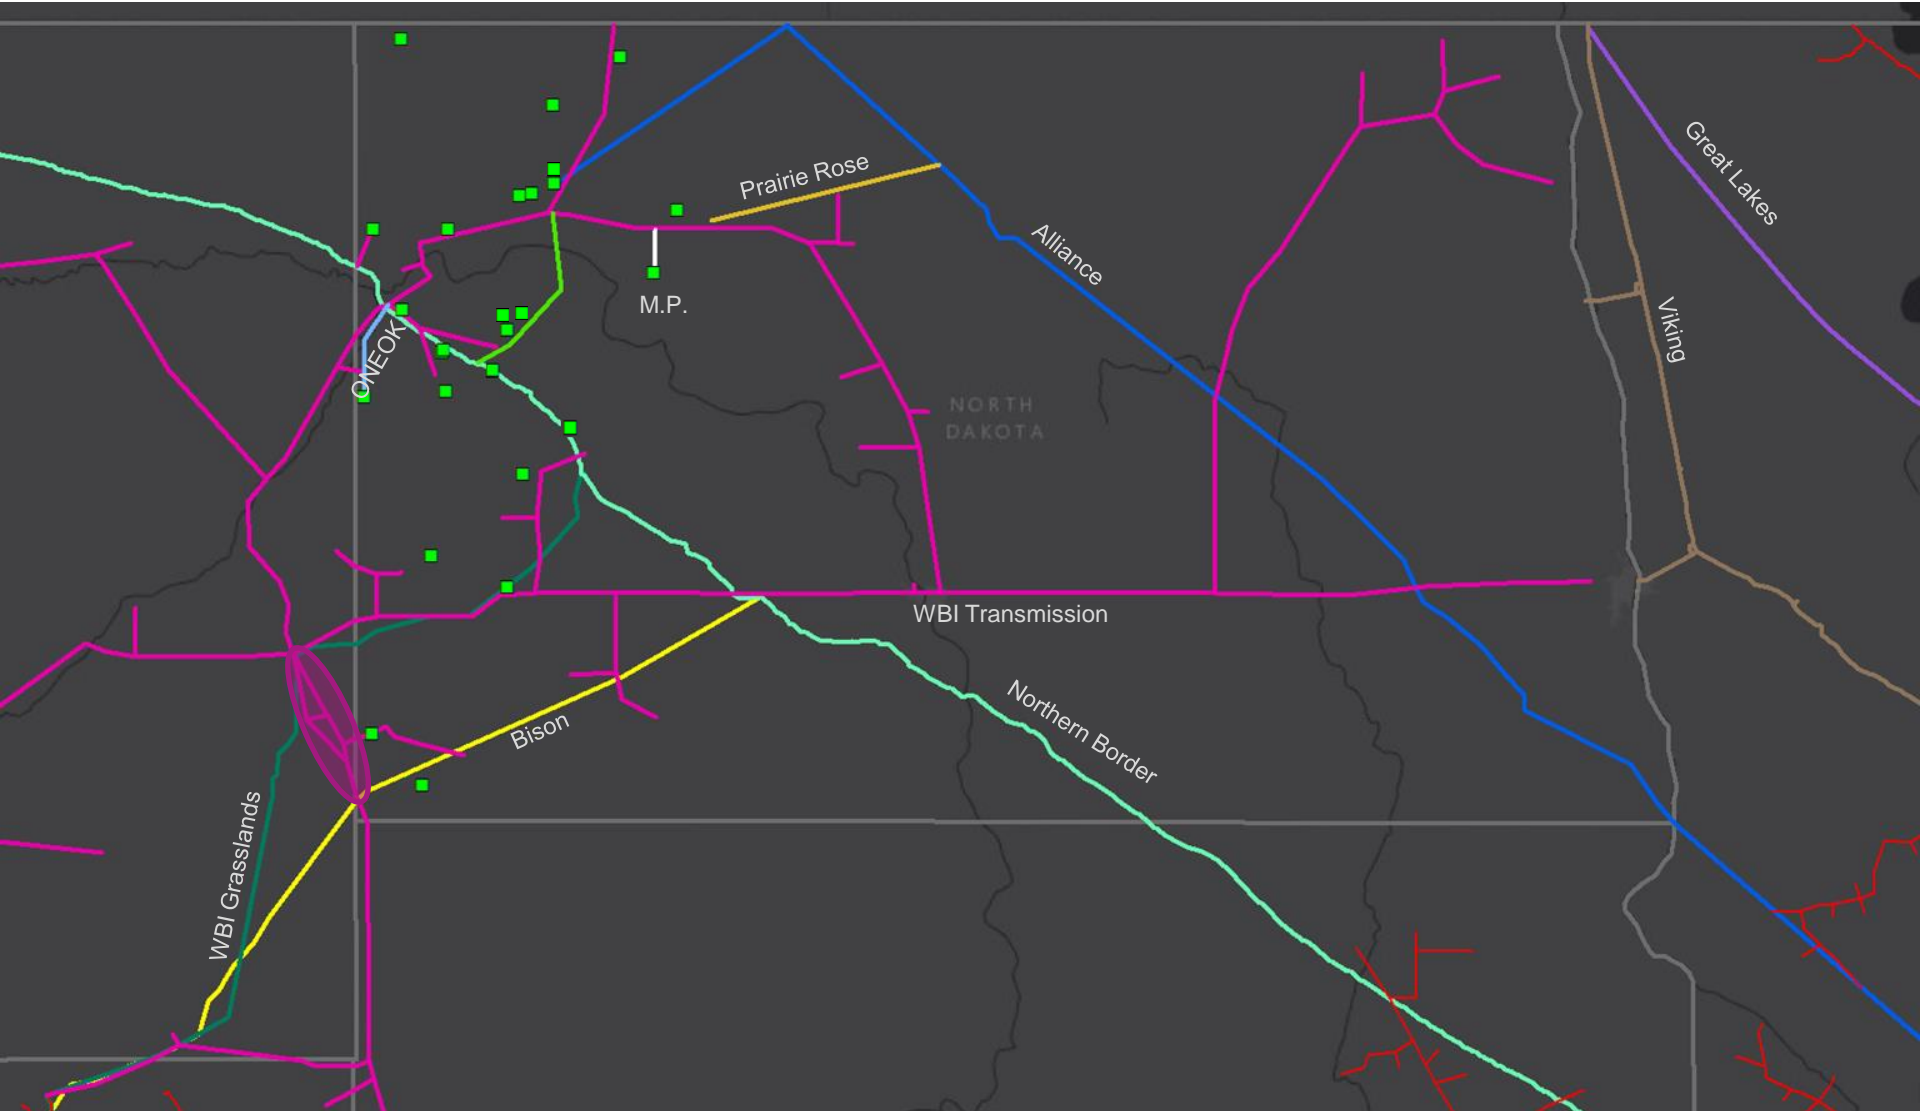 Great Lakes
Prairie Rose
Alliance
M.P.
Viking
ONEOK
NORTH
DAKOTA
WBI Transmission
Northern Border
Bison
WBI Grasslands